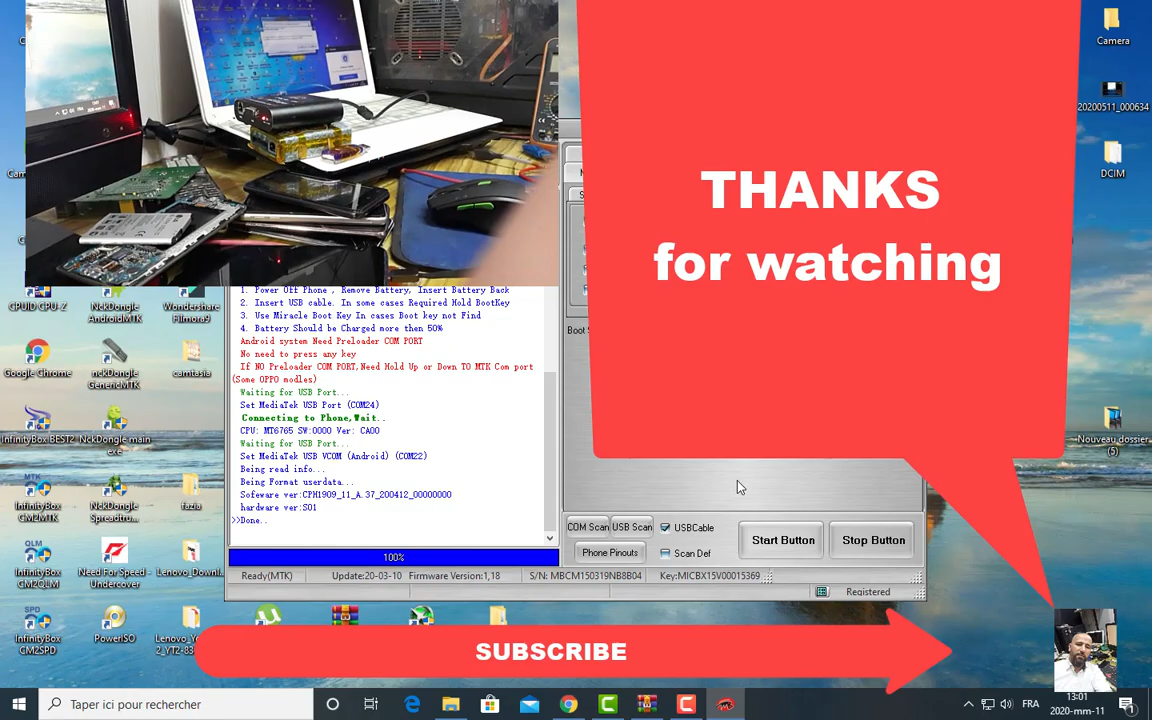 Camera
20200511_000634
DCIM
THANKS
for watching
1. Power Off Phone , Remove Battery, Insert Battery Back
2. Insert USB cable. In some cases Required Hold BootKey
3. Use Miracle Boot Key In cases Boot key not Find
4. Battery Should be Charged more then 50%
Android system Need Preloader COM PORT
No need to press any key
If NO Preloader COM PORT,Need Hold Up or Down TO MTK Com port
(Some OPPO modles)
Waiting for USB Port...
Set MediaTek USB Port (COM24)
Connecting to Phone,Wait..
CPU: MT6765 SW:0000 Ver: CA00
Waiting for USB Port...
Set MediaTek USB VCOM (Android) (COM22)
Being read info...
Being Format userdata...
Sofeware ver:CPH1909_11_A.37_200412_00000000
hardware ver:S01
>>Done..
100%
Boot
COM Scan USB Scan USBCable
Phone Pinouts Scan Def
Start Button Stop Button
Ready(MTK) Update:20-03-10 Firmware Version:1,18 S/N: MBCM150319NB8B04 Key:MICBX15V00015369
Registered
CPUID CPU-Z
NckDongle
AndroidMTK
Wondershare
Filmora9
Google Chrome
nckDongle
GenericMTK
camtasia
InfinityBox BEST2
NckDongle main
exe
MTK
InfinityBox
CM2MTK
NckDongle
Spreadtru...
fazia
QLM
InfinityBox
CM2QLM
Need For Speed -
Undercover
Lenovo_Downl...
SPD
InfinityBox
CM2SPD
PowerISO
Nouveau dossier
(5)
SUBSCRIBE
Taper ici pour rechercher
FRA
13:01
2020-mm-11
1